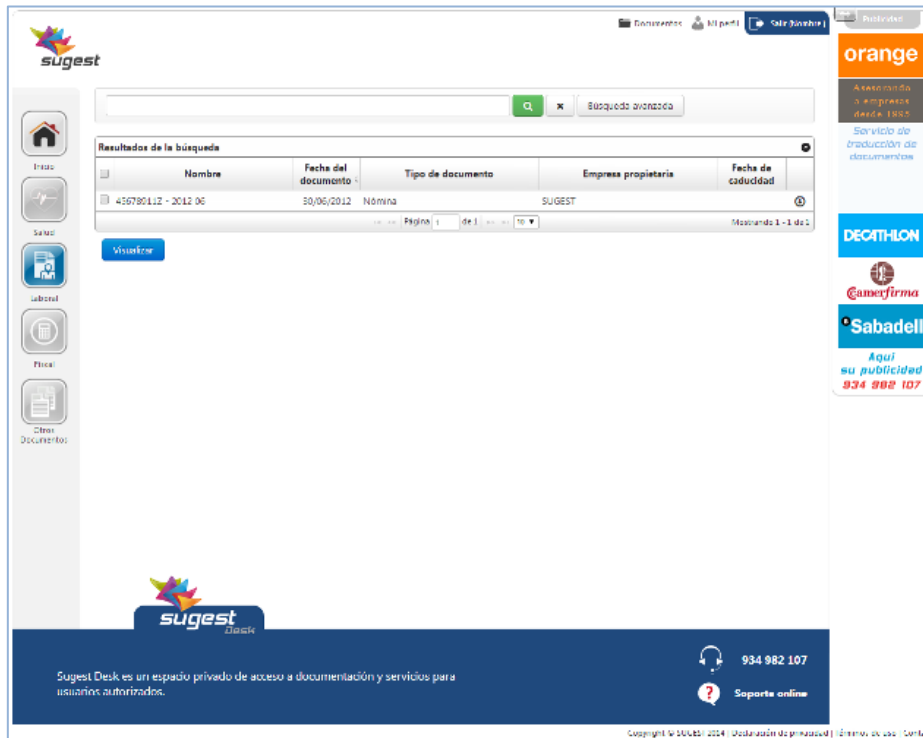 Documentos
Mi perfil
Salir (Nombre)
Publicidad
sugest
orange
Asesorando
a empresas
desde 1995
Servicio de
traducción de
documentos
DECATHLON
Camerfirma
Sabadell
Aqui
su publicidad
934 982 107
Búsqueda avanzada
Inicio
Salud
Laboral
Fiscal
Otros
Documentos
Resultados de la búsqueda
Nombre
Fecha del
documento
Tipo de documento
Empresa propietaria
Fecha de
caducidad
45678911Z - 2012 06
30/06/2012
Nómina
SUGEST
Página 1 de 1
10
Mostrando 1 - 1 de 1
Visualizar
sugest
Desk
Sugest Desk es un espacio privado de acceso a documentación y servicios para
usuarios autorizados.
934 982 107
Soporte online
Copyright © SUGEST 2014 | Declaración de privacidad | Términos de uso | Cont